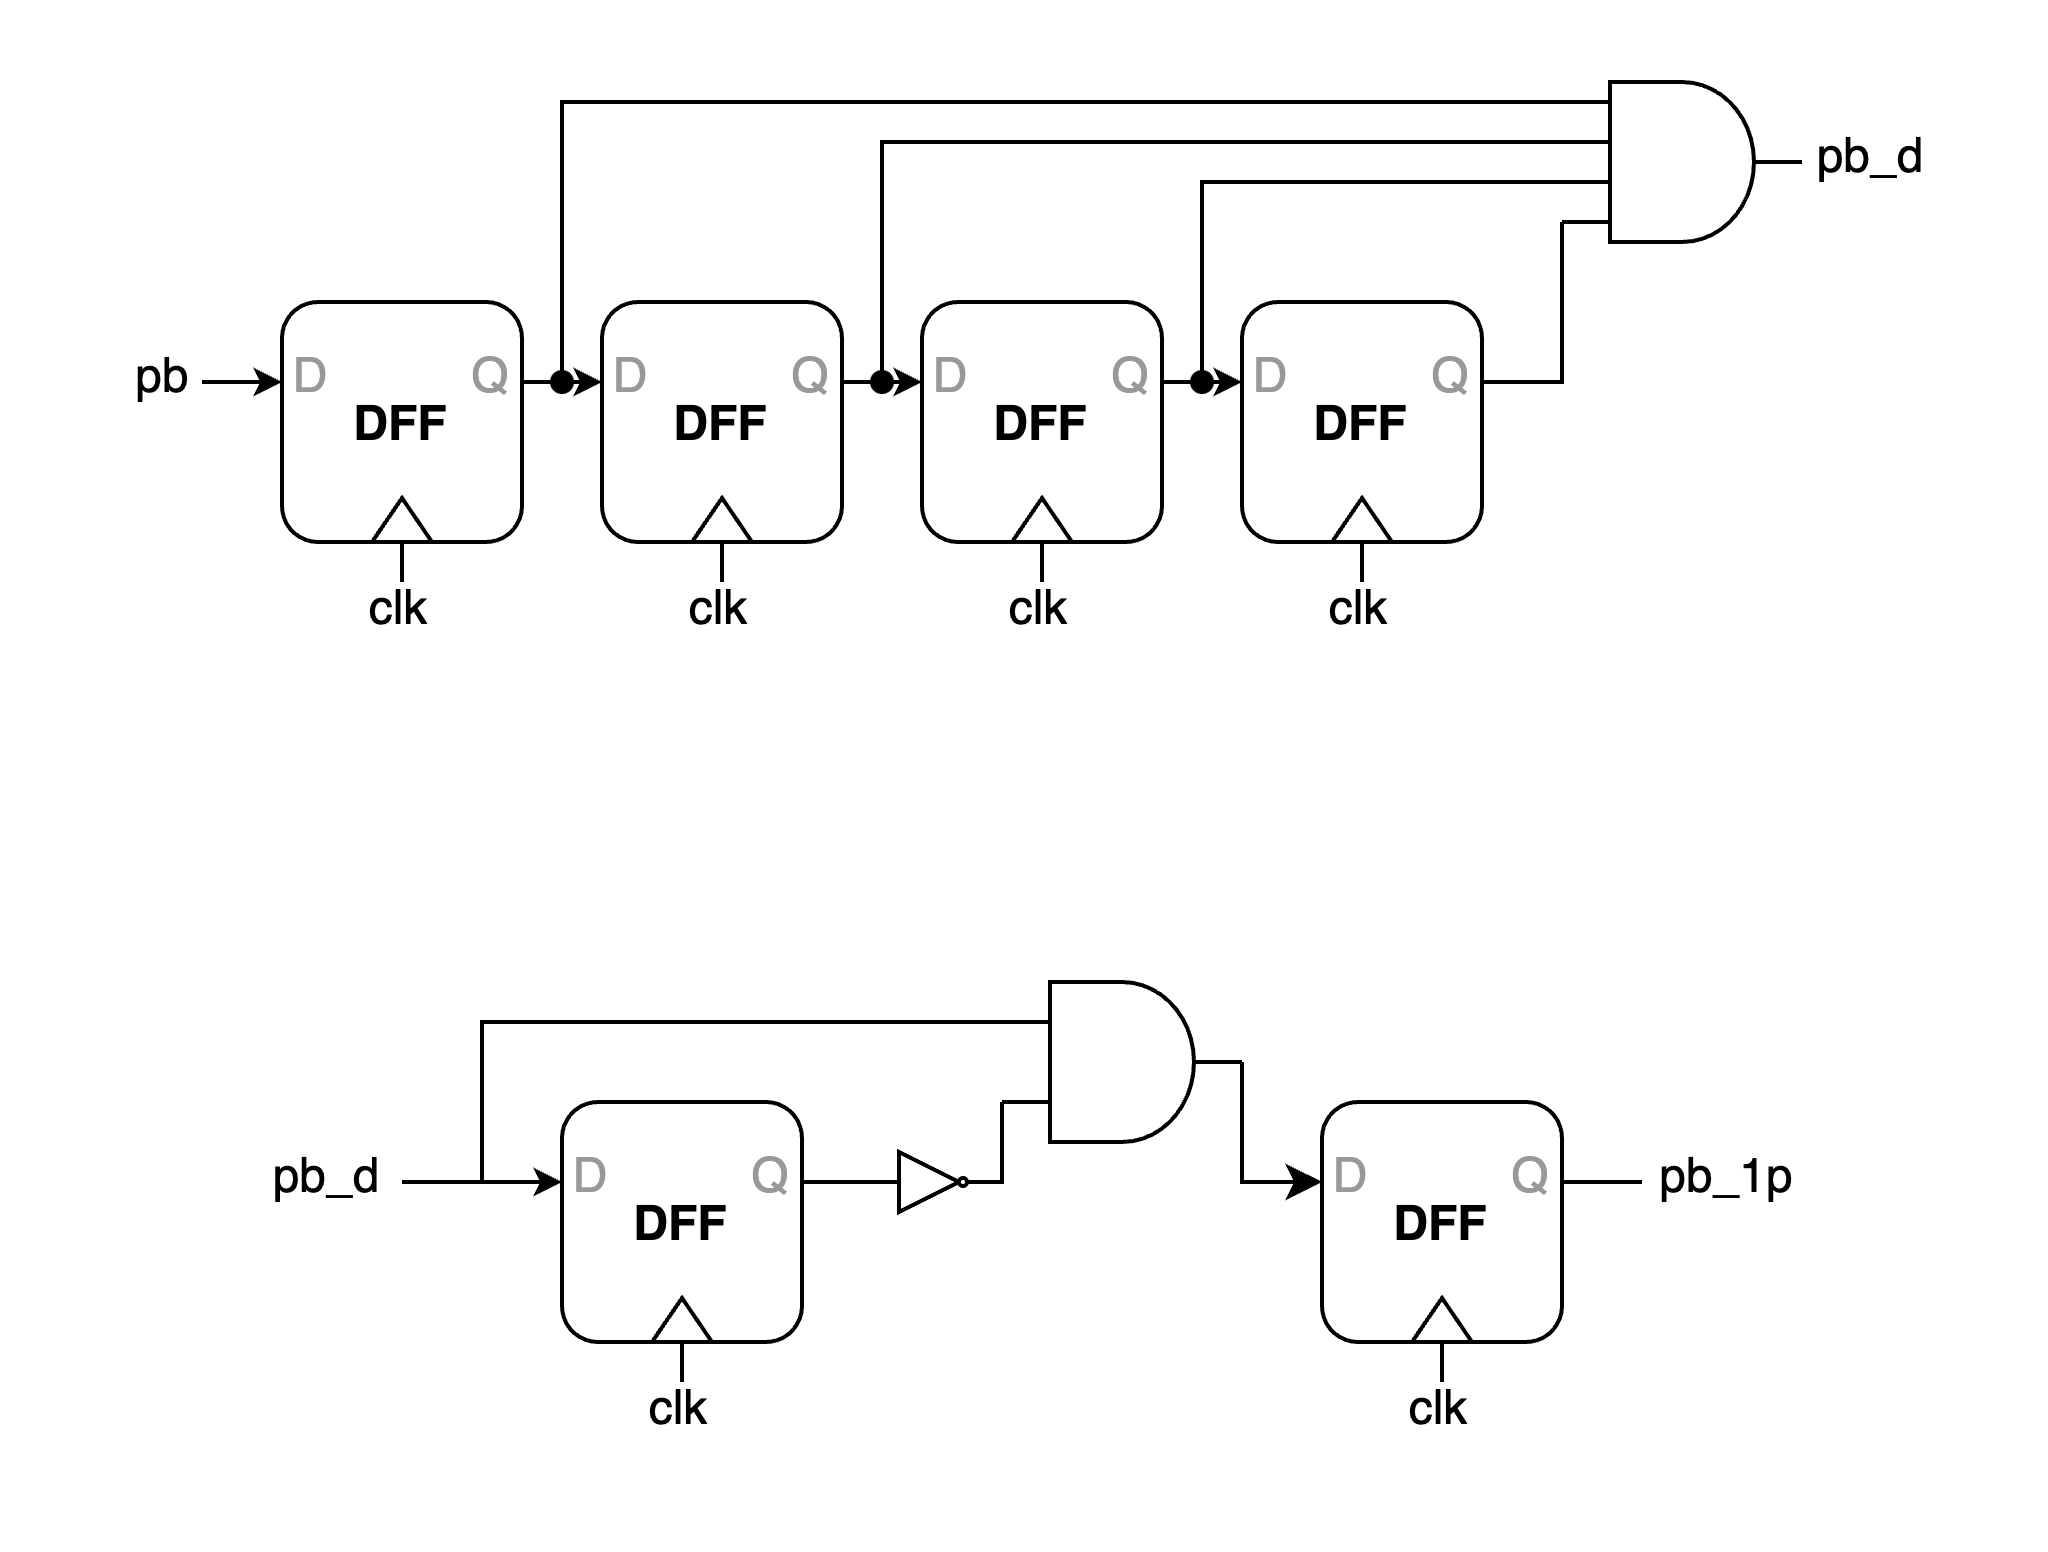 pb_d
pb D Q D Q D Q D Q
DFF DFF DFF DFF
clk clk clk clk
pb_d D Q D Q pb_1p
DFF DFF
clk clk